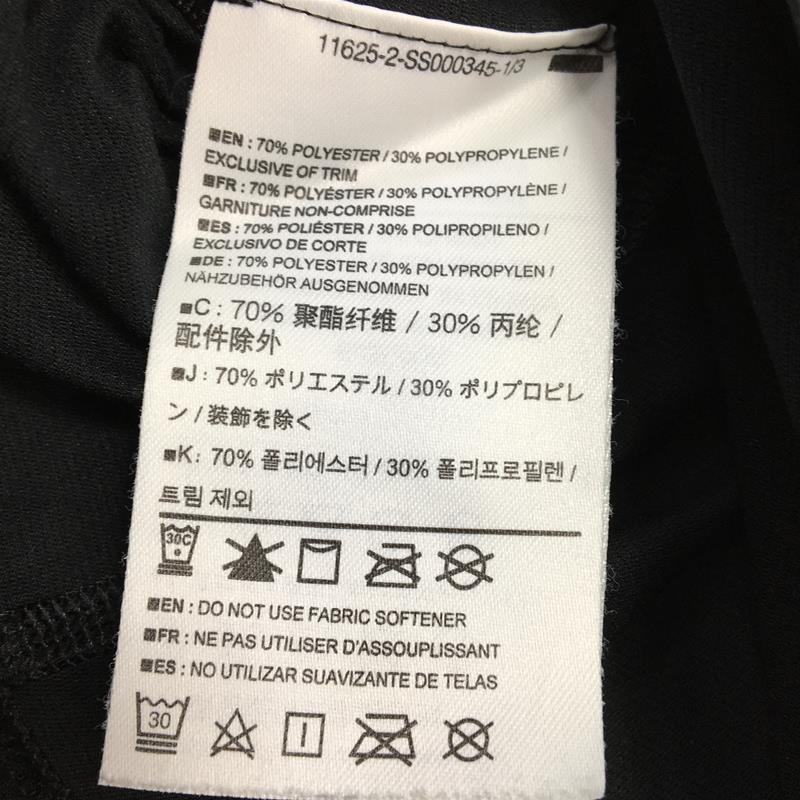 11625-2-SS000345-1/3
EN : 70% POLYESTER / 30% POLYPROPYLENE /
EXCLUSIVE OF TRIM
FR : 70% POLYÉSTER / 30% POLYPROPYLÈNE /
GARNITURE NON-COMPRISE
ES : 70% POLIÉSTER / 30% POLIPROPILENO /
EXCLUSIVO DE CORTE
DE : 70% POLYESTER / 30% POLYPROPYLEN /
NÄHZUBEHÖR AUSGENOMMEN
C : 70% 聚酯纤维 / 30% 丙纶 /
配件除外
J : 70% ポリエステル / 30% ポリプロピレ
ン / 装飾を除く
K : 70% 폴리에스터 / 30% 폴리프로필렌 /
트림 제외
30C
EN : DO NOT USE FABRIC SOFTENER
FR : NE PAS UTILISER D'ASSOUPLISSANT
ES : NO UTILIZAR SUAVIZANTE DE TELAS
30